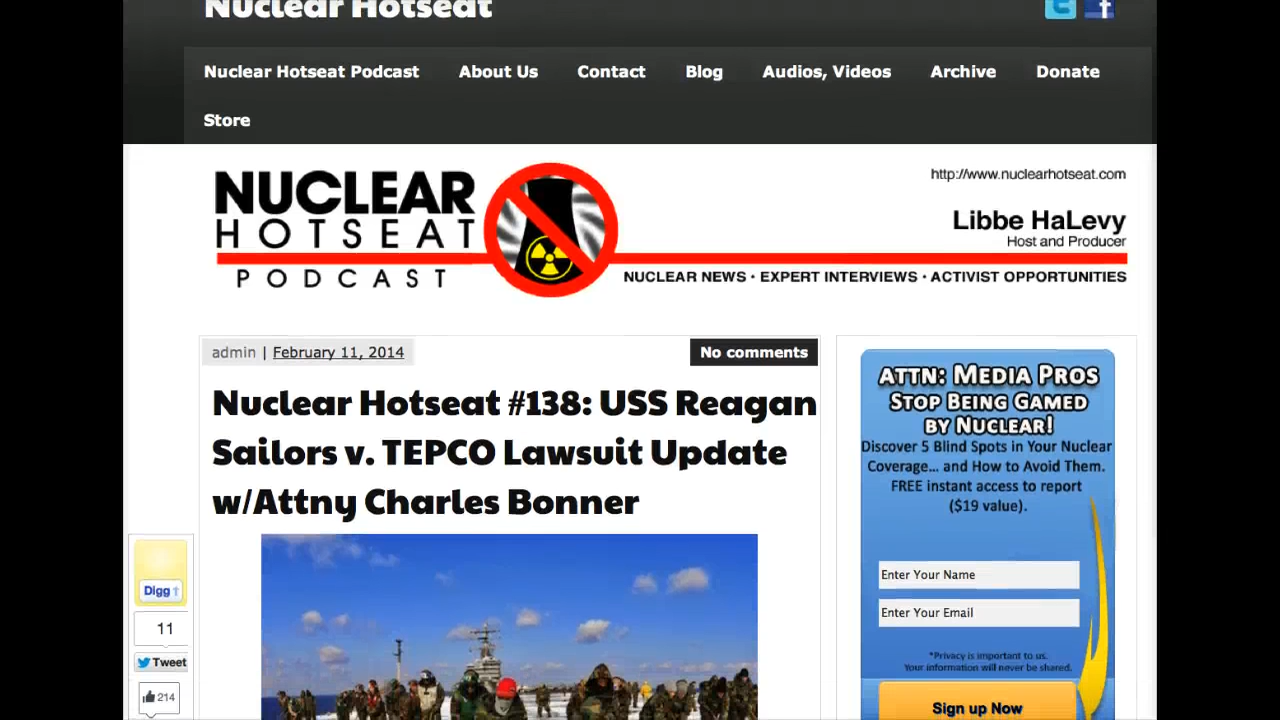 Nuclear Hotseat
Nuclear Hotseat Podcast About Us Contact Blog Audios, Videos Archive Donate
Store
NUCLEAR
HOTSEAT
PODCAST
http://www.nuclearhotseat.com
Libbe HaLevy
Host and Producer
NUCLEAR NEWS • EXPERT INTERVIEWS • ACTIVIST OPPORTUNITIES
admin | February 11, 2014
No comments
Nuclear Hotseat #138: USS Reagan
Sailors v. TEPCO Lawsuit Update
w/Attny Charles Bonner
Digg
11
Tweet
214
ATTN: MEDIA PROS
STOP BEING GAMED
BY NUCLEAR!
Discover 5 Blind Spots in Your Nuclear
Coverage... and How to Avoid Them.
FREE instant access to report
($19 value).
Enter Your Name
Enter Your Email
*Privacy is important to us.
Your information will never be shared.
Sign up Now